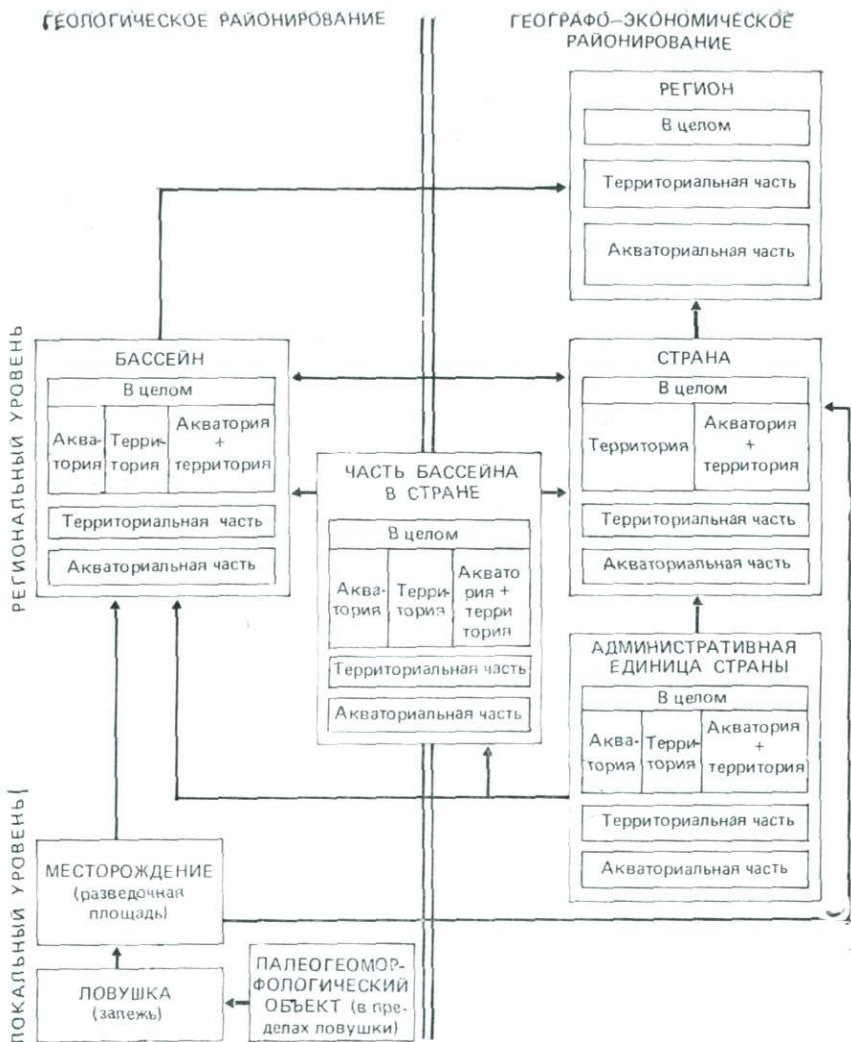 ГЕОЛОГИЧЕСКОЕ РАЙОНИРОВАНИЕ
ГЕОГРАФО-ЭКОНОМИЧЕСКОЕ
РАЙОНИРОВАНИЕ
РЕГИОН
В целом
Территориальная часть
Акваториальная часть
РЕГИОНАЛЬНЫЙ УРОВЕНЬ
БАССЕЙН
В целом
Аква-
тория
Терри-
тория
Акватория
+
территория
Территориальная часть
Акваториальная часть
СТРАНА
В целом
Территория
Акватория
+
территория
Территориальная часть
Акваториальная часть
ЧАСТЬ БАССЕЙНА
В СТРАНЕ
В целом
Аква-
тория
Терри-
тория
Аквато
рия +
терри
тория
Территориальная часть
Акваториальная часть
АДМИНИСТРАТИВНАЯ
ЕДИНИЦА СТРАНЫ
В целом
Аква-
тория
Терри-
тория
Акватория
+
территория
Территориальная часть
Акваториальная часть
ЛОКАЛЬНЫЙ УРОВЕНЬ
МЕСТОРОЖДЕНИЕ
(разведочная
площадь)
ЛОВУШКА
(залежь)
ПАЛЕОГЕОМОР-
ФОЛОГИЧЕСКИЙ
ОБЪЕКТ (в пре-
делах ловушки)